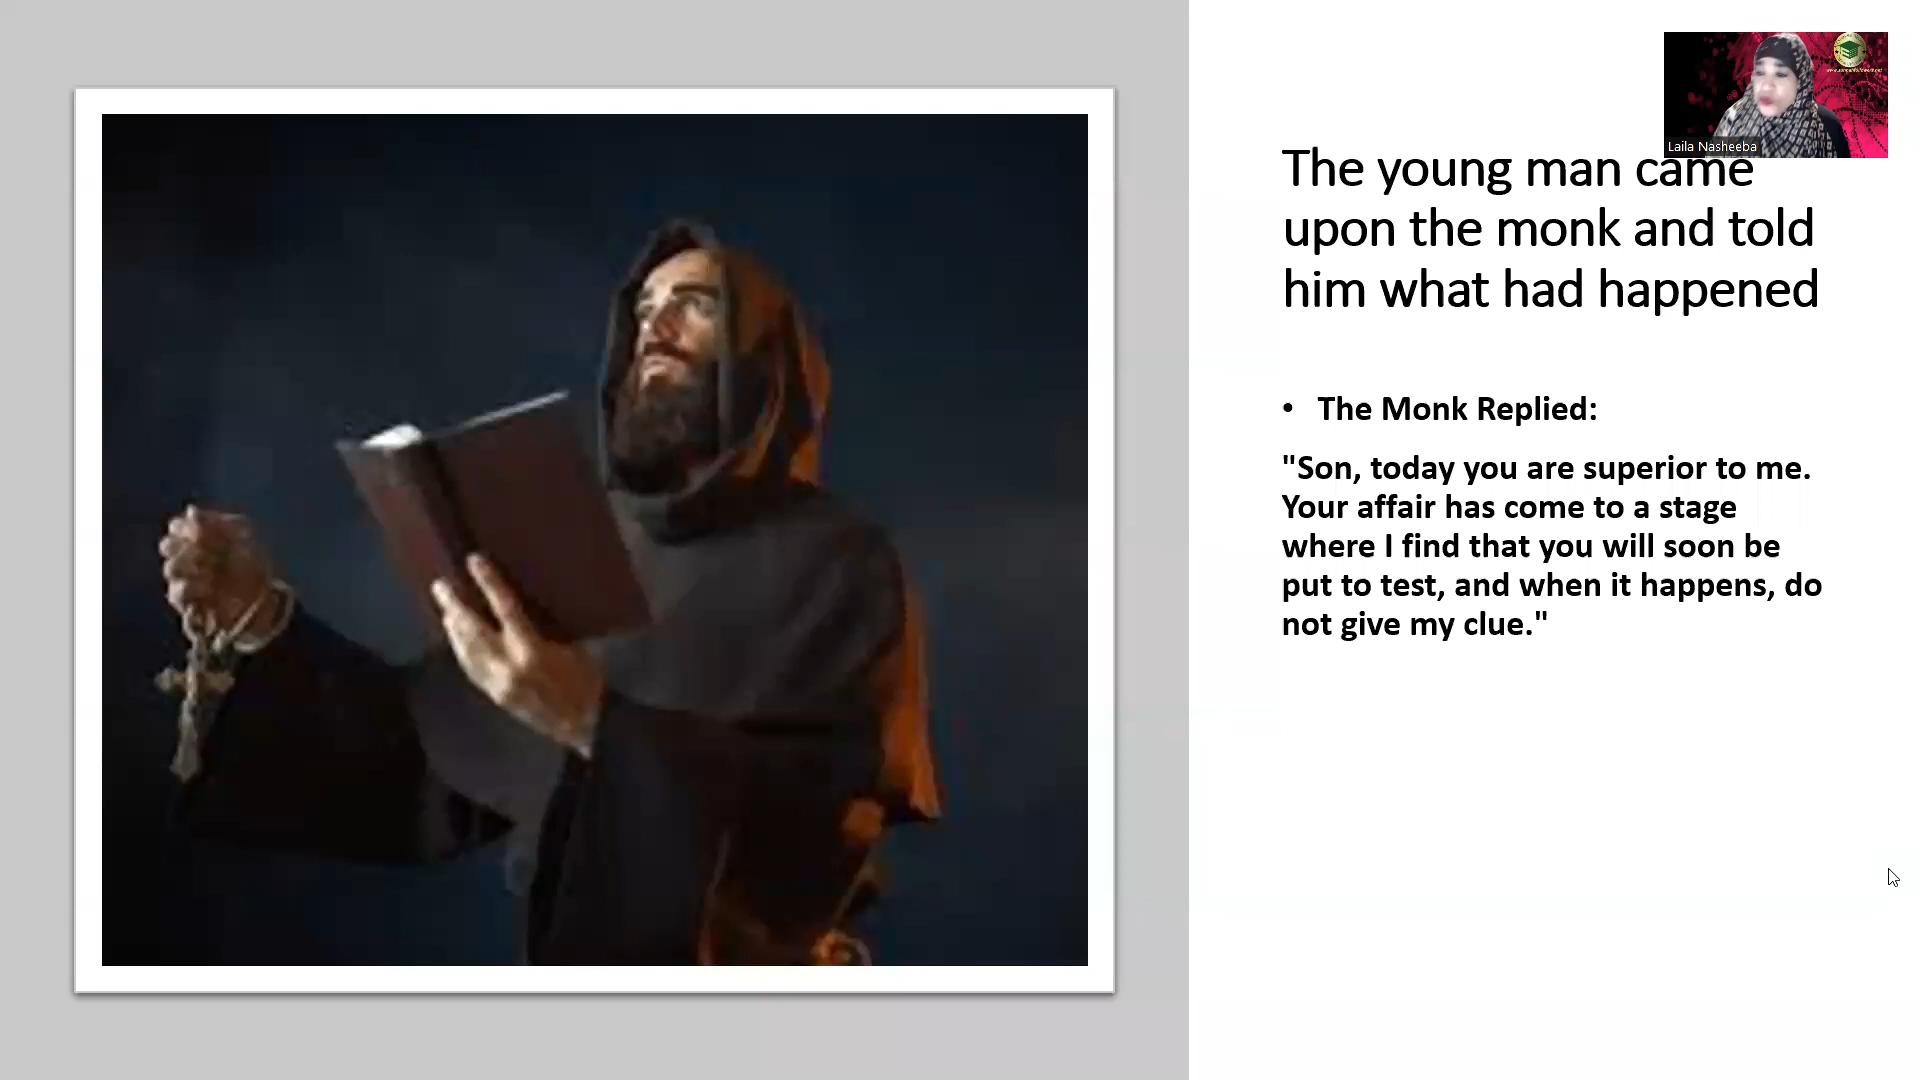 Laila Nasheeba
The young man came
upon the monk and told
him what had happened
• The Monk Replied:
"Son, today you are superior to me.
Your affair has come to a stage
where I find that you will soon be
put to test, and when it happens, do
not give my clue."